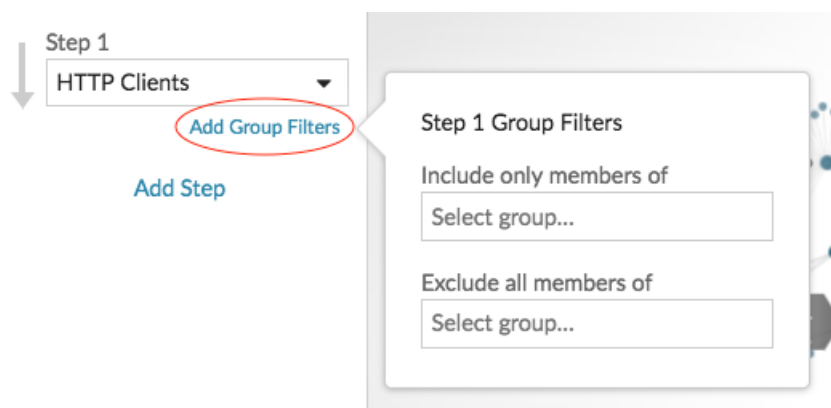 Step 1
HTTP Clients
Add Group Filters
Add Step
Step 1 Group Filters
Include only members of
Select group...
Exclude all members of
Select group...